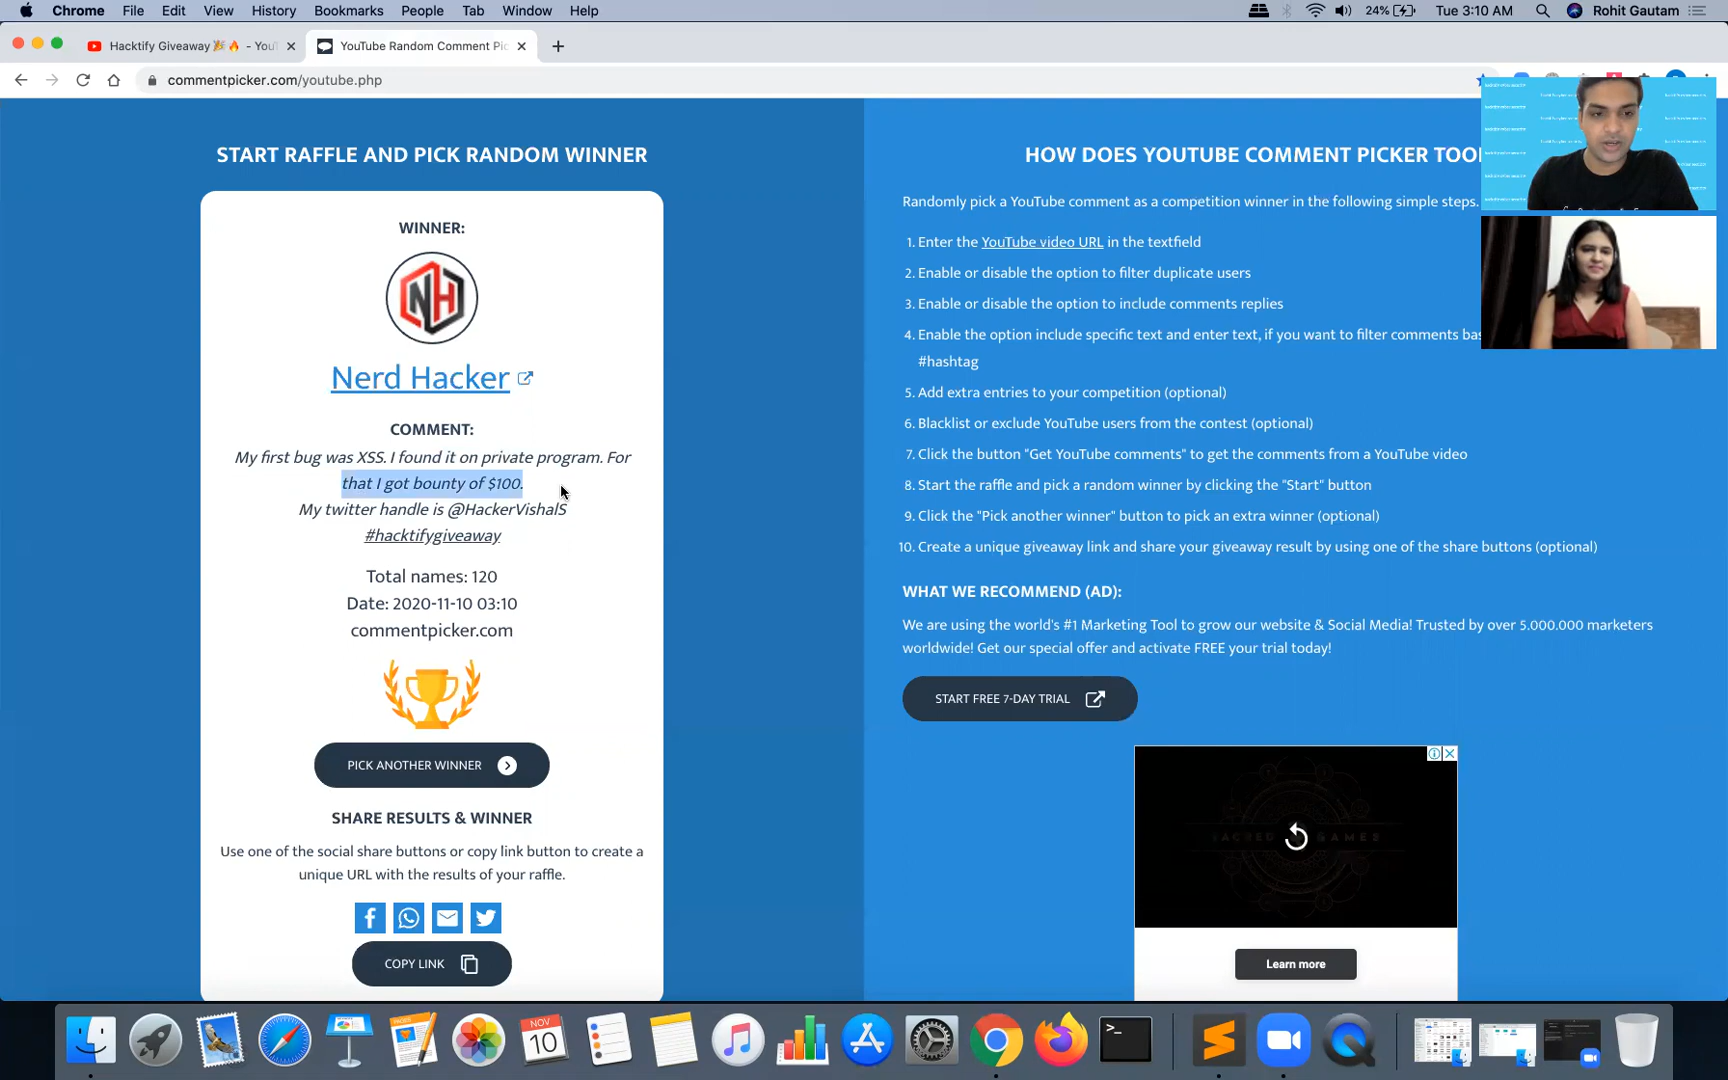 Chrome File Edit View History Bookmarks People Tab Window Help
24% Tue 3:10 AM Rohit Gautam
Hacktify Giveaway🎉🔥 - YouT
YouTube Random Comment Pic
commentpicker.com/youtube.php
START RAFFLE AND PICK RANDOM WINNER
WINNER:
NH
Nerd Hacker
COMMENT:
My first bug was XSS. I found it on private program. For
that I got bounty of $100.
My twitter handle is @HackerVishalS
#hacktifygiveaway
Total names: 120
Date: 2020-11-10 03:10
commentpicker.com
PICK ANOTHER WINNER
SHARE RESULTS & WINNER
Use one of the social share buttons or copy link button to create a
unique URL with the results of your raffle.
COPY LINK
HOW DOES YOUTUBE COMMENT PICKER TOO
Randomly pick a YouTube comment as a competition winner in the following simple steps.
1. Enter the YouTube video URL in the textfield
2. Enable or disable the option to filter duplicate users
3. Enable or disable the option to include comments replies
4. Enable the option include specific text and enter text, if you want to filter comments bas
#hashtag
5. Add extra entries to your competition (optional)
6. Blacklist or exclude YouTube users from the contest (optional)
7. Click the button "Get YouTube comments" to get the comments from a YouTube video
8. Start the raffle and pick a random winner by clicking the "Start" button
9. Click the "Pick another winner" button to pick an extra winner (optional)
10. Create a unique giveaway link and share your giveaway result by using one of the share buttons (optional)
WHAT WE RECOMMEND (AD):
We are using the world's #1 Marketing Tool to grow our website & Social Media! Trusted by over 5.000.000 marketers
worldwide! Get our special offer and activate FREE your trial today!
START FREE 7-DAY TRIAL
SACRED GAMES
Learn more
NOV
10